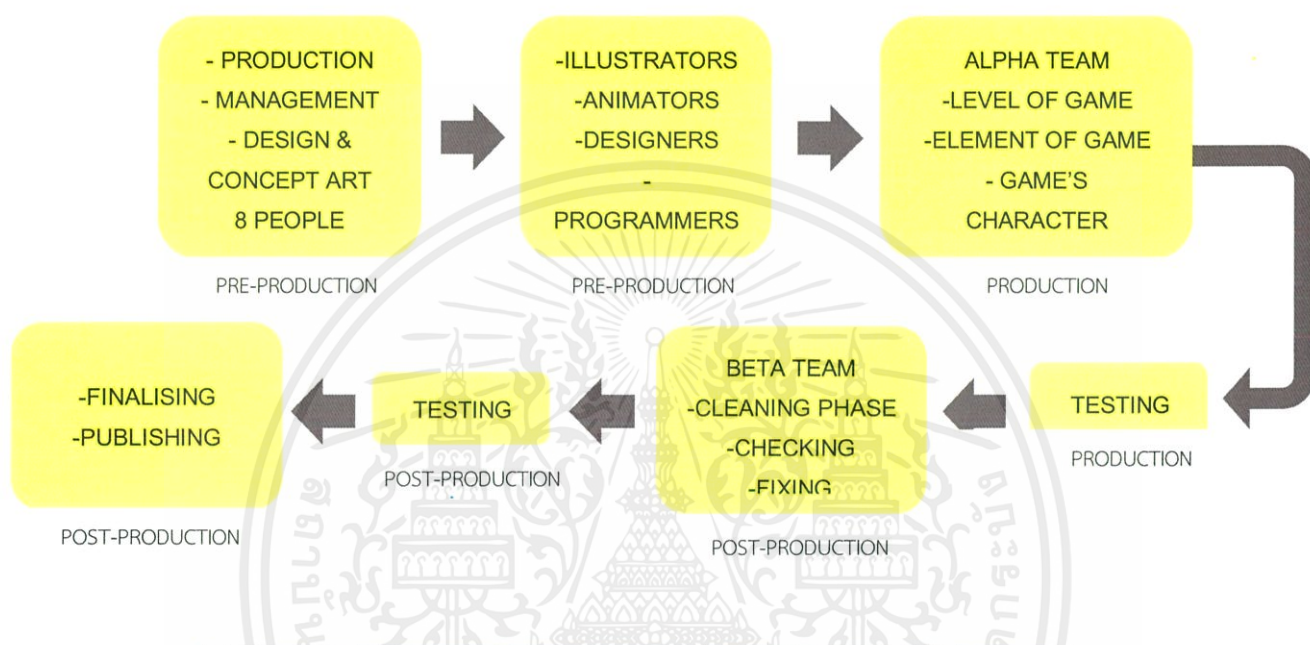 - PRODUCTION
- MANAGEMENT
- DESIGN &
CONCEPT ART
8 PEOPLE
PRE-PRODUCTION
-ILLUSTRATORS
-ANIMATORS
-DESIGNERS
-
PROGRAMMERS
PRE-PRODUCTION
ALPHA TEAM
-LEVEL OF GAME
-ELEMENT OF GAME
- GAME'S
CHARACTER
PRODUCTION
TESTING
PRODUCTION
BETA TEAM
-CLEANING PHASE
-CHECKING
-FIXING
POST-PRODUCTION
TESTING
POST-PRODUCTION
-FINALISING
-PUBLISHING
POST-PRODUCTION